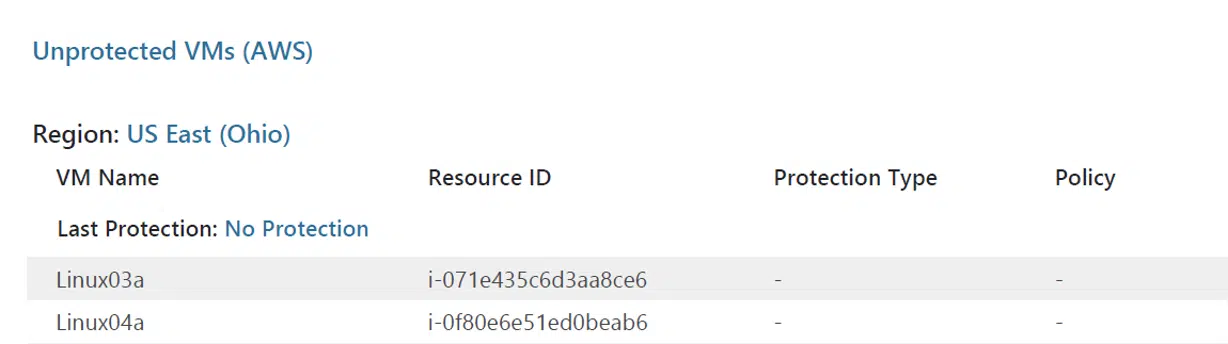 Unprotected VMs (AWS)
Region: US East (Ohio)
VM Name Resource ID Protection Type Policy
Last Protection: No Protection
Linux03a i-071e435c6d3aa8ce6 - -
Linux04a i-0f80e6e51ed0beab6 - -